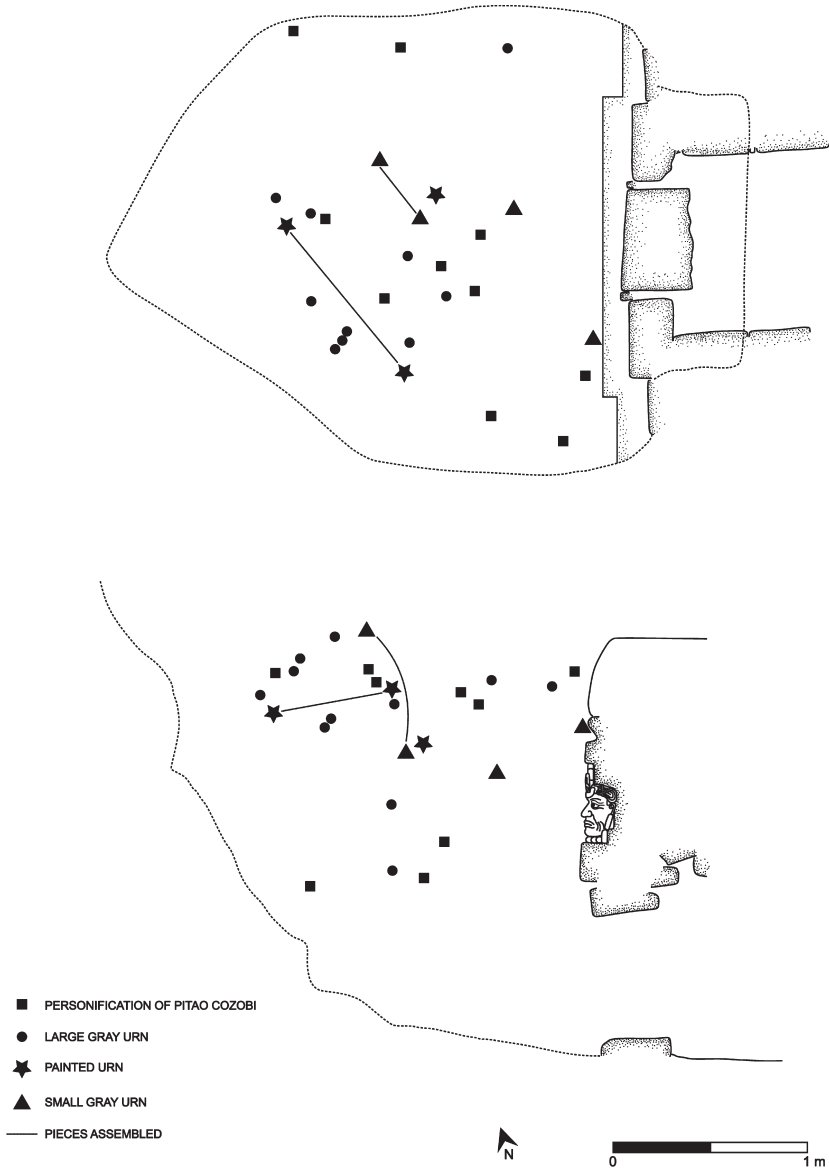 PERSONIFICATION OF PITAO COZOBI
LARGE GRAY URN
PAINTED URN
SMALL GRAY URN
PIECES ASSEMBLED
N
0 1 m